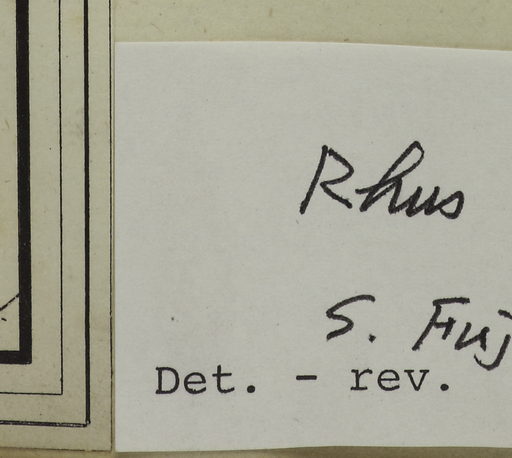 Rhus
S. Fuj
Det. - rev.